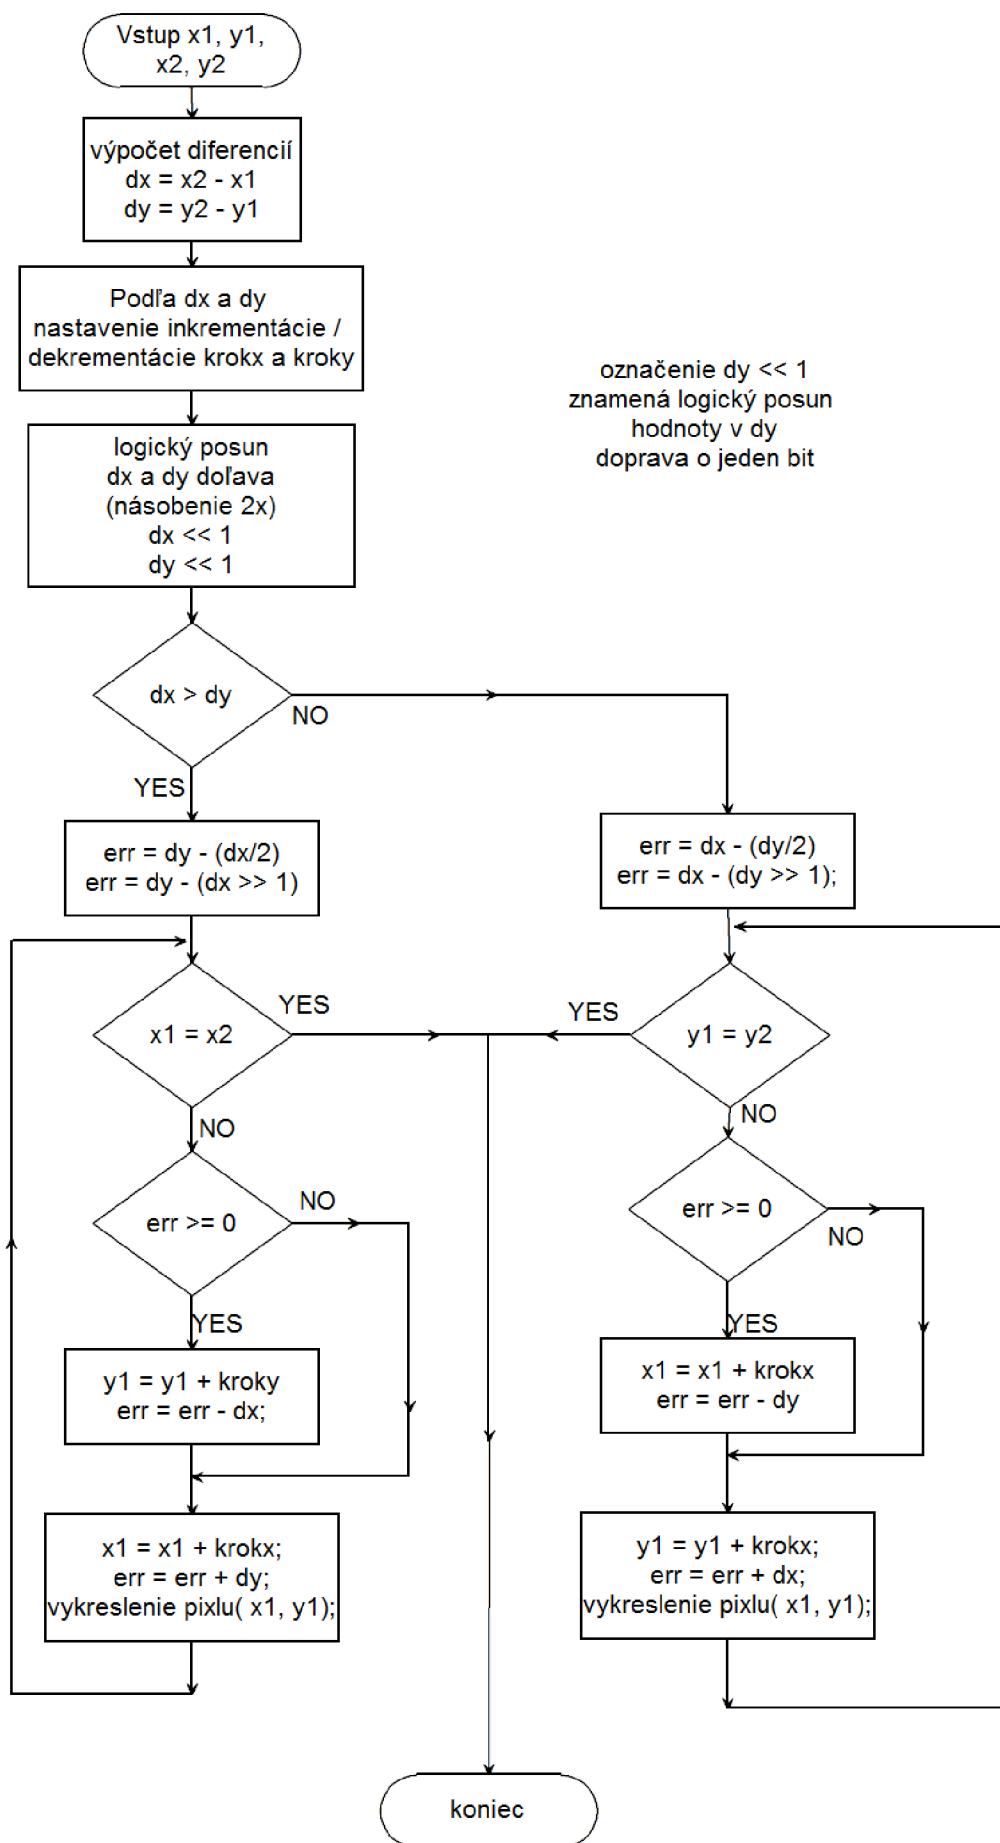 Vstup x1, y1,
x2, y2
výpočet diferencií
dx = x2 - x1
dy = y2 - y1
Podľa dx a dy
nastavenie inkrementácie /
dekrementácie krokx a kroky
označenie dy << 1
znamená logický posun
hodnoty v dy
doprava o jeden bit
logický posun
dx a dy doľava
(násobenie 2x)
dx << 1
dy << 1
dx > dy
NO
YES
err = dy - (dx/2)
err = dy - (dx >> 1)
err = dx - (dy/2)
err = dx - (dy >> 1);
x1 = x2
YES
YES
y1 = y2
NO
NO
err >= 0
NO
err >= 0
NO
YES
YES
y1 = y1 + kroky
err = err - dx;
x1 = x1 + krokx
err = err - dy
x1 = x1 + krokx;
err = err + dy;
vykreslenie pixlu( x1, y1);
y1 = y1 + krokx;
err = err + dx;
vykreslenie pixlu( x1, y1);
koniec